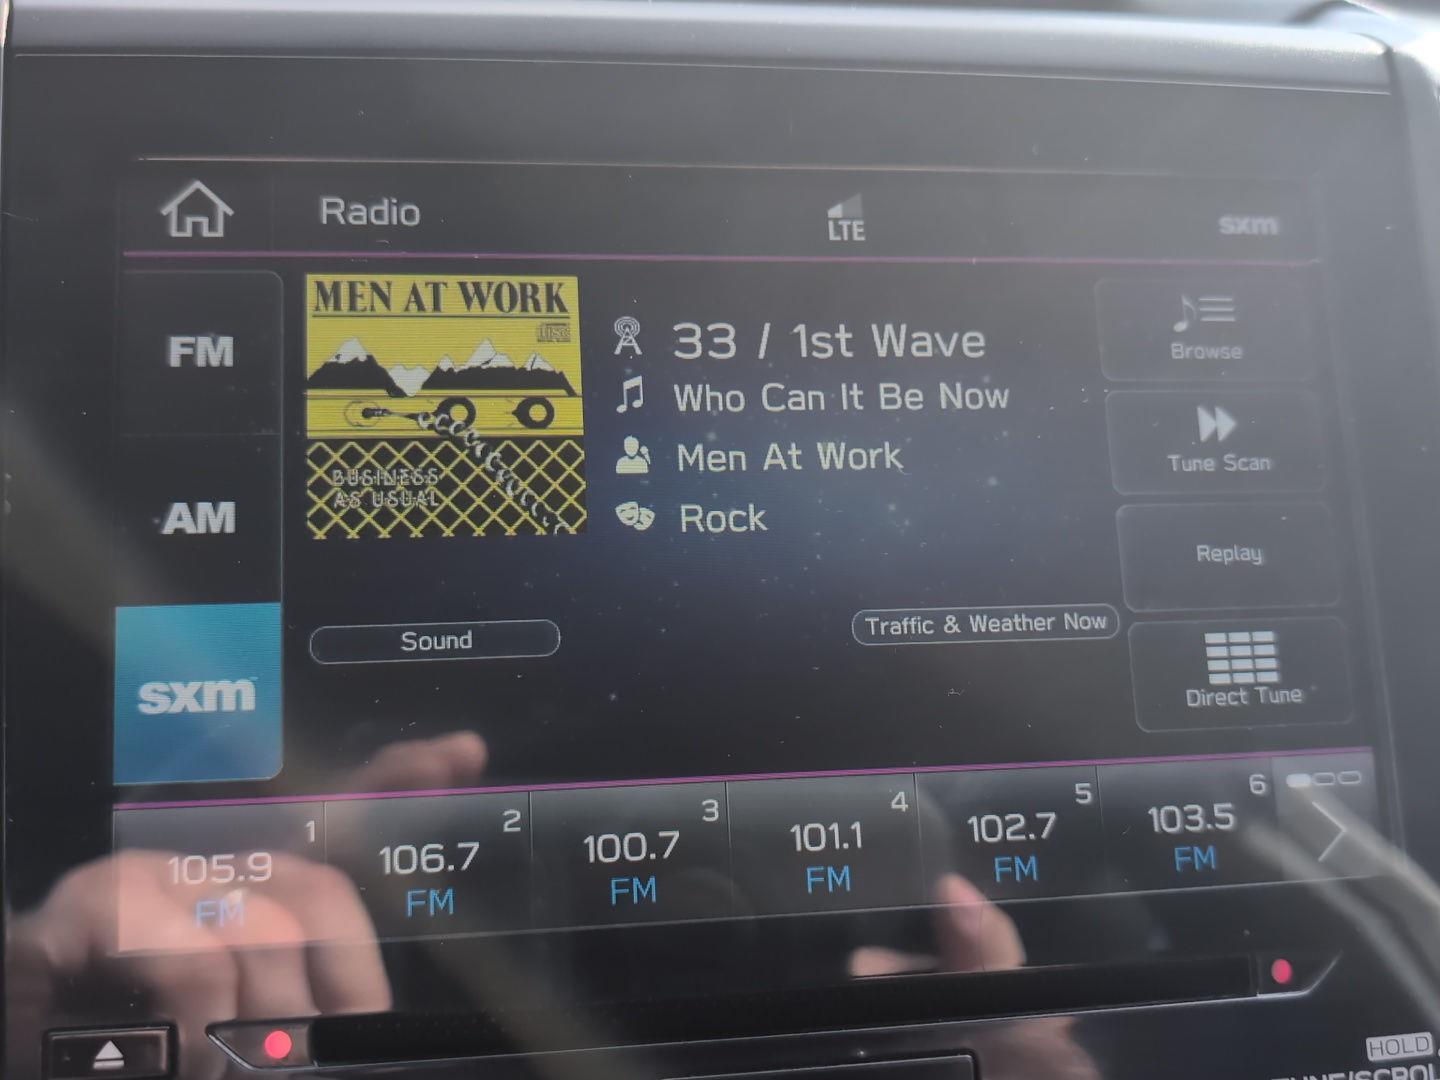 Radio
LTE
sxm
FM
AM
sxm
MEN AT WORK
BUSINESS
AS USUAL
33 / 1st Wave
Who Can It Be Now
Men At Work
Rock
Browse
Tune Scan
Replay
Direct Tune
Sound
Traffic & Weather Now
1
105.9
FM
2
106.7
FM
3
100.7
FM
4
101.1
FM
5
102.7
FM
6
103.5
FM
HOLD